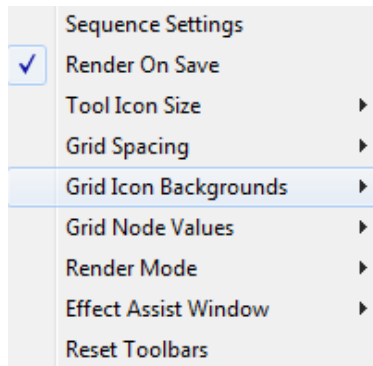 Sequence Settings
Render On Save
Tool Icon Size
Grid Spacing
Grid Icon Backgrounds
Grid Node Values
Render Mode
Effect Assist Window
Reset Toolbars